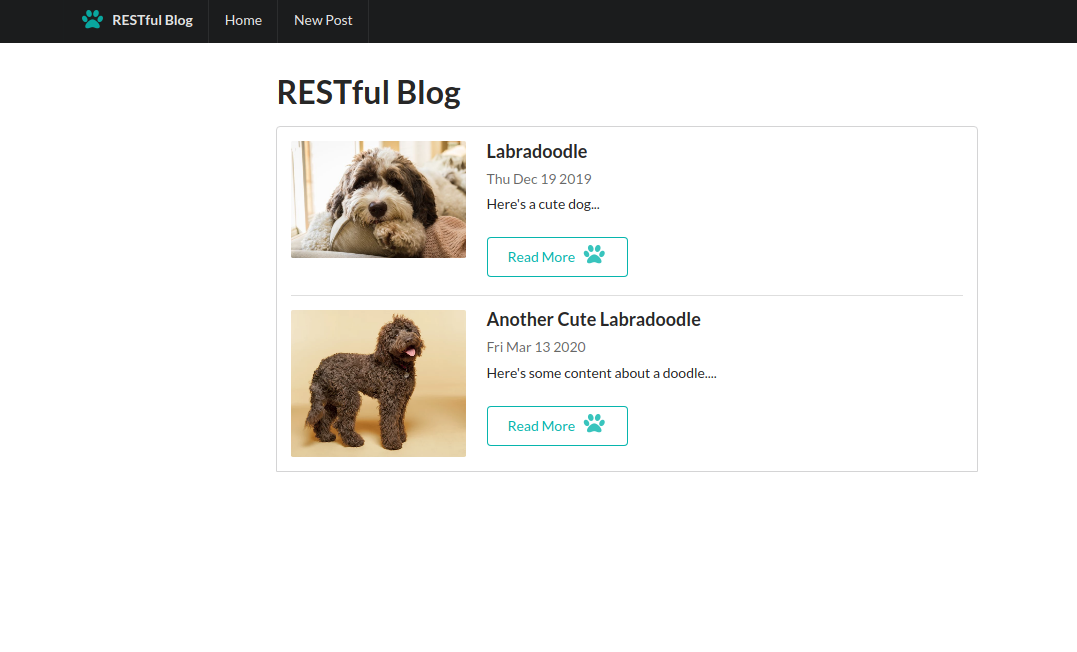 RESTful Blog Home New Post
RESTful Blog
Labradoodle
Thu Dec 19 2019
Here's a cute dog...
Read More
Another Cute Labradoodle
Fri Mar 13 2020
Here's some content about a doodle....
Read More